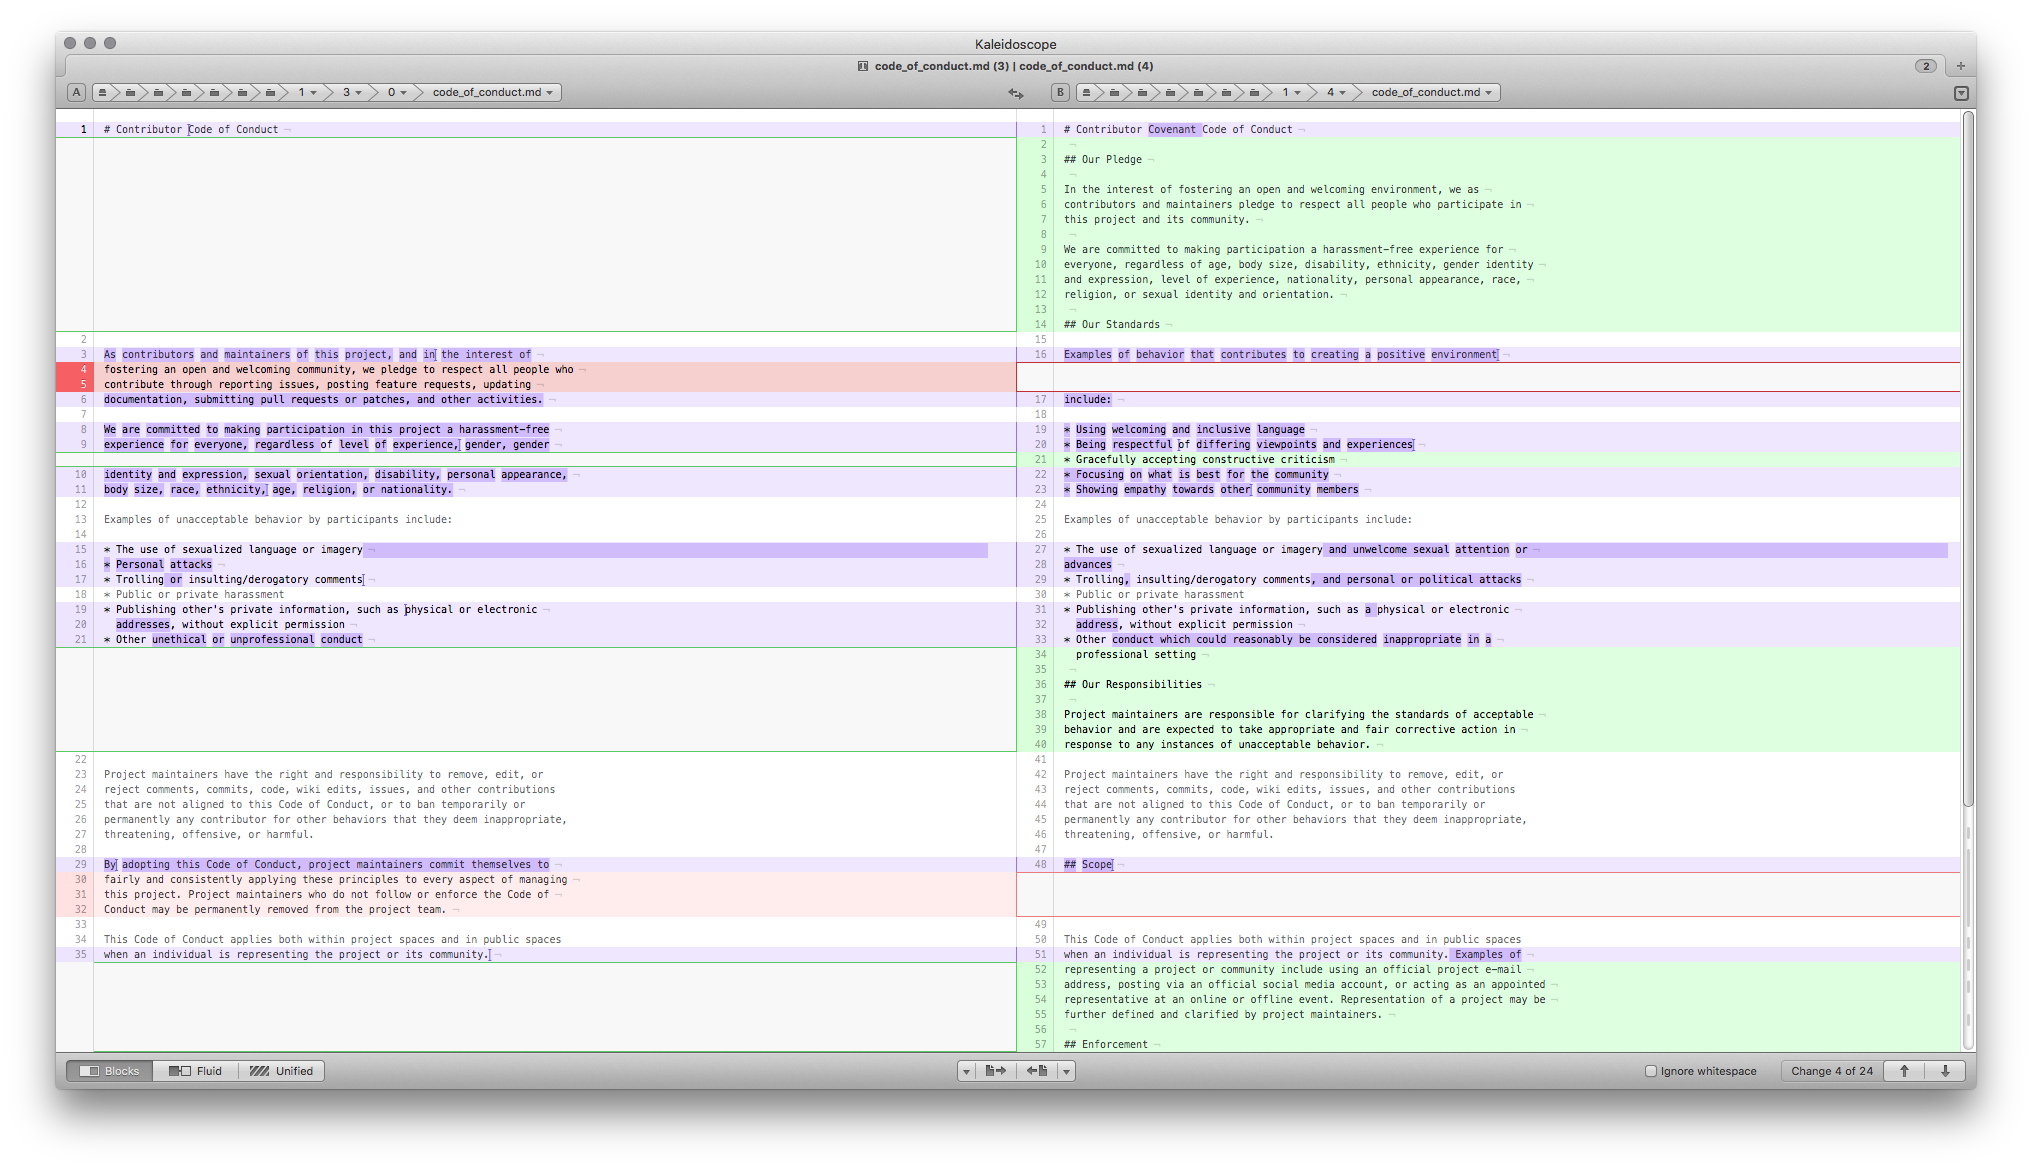 Kaleidoscope
code_of_conduct.md (3) | code_of_conduct.md (4)
2
+
A
1
3
0
code_of_conduct.md
B
1
4
code_of_conduct.md
1 # Contributor Code of Conduct
2
3 As contributors and maintainers of this project, and in the interest of
4 fostering an open and welcoming community, we pledge to respect all people who
5 contribute through reporting issues, posting feature requests, updating
6 documentation, submitting pull requests or patches, and other activities.
7
8 We are committed to making participation in this project a harassment-free
9 experience for everyone, regardless of level of experience, gender, gender
10 identity and expression, sexual orientation, disability, personal appearance,
11 body size, race, ethnicity, age, religion, or nationality.
12
13 Examples of unacceptable behavior by participants include:
14
15 * The use of sexualized language or imagery
16 * Personal attacks
17 * Trolling or insulting/derogatory comments
18 * Public or private harassment
19 * Publishing other's private information, such as physical or electronic
20 addresses, without explicit permission
21 * Other unethical or unprofessional conduct
22
23 Project maintainers have the right and responsibility to remove, edit, or
24 reject comments, commits, code, wiki edits, issues, and other contributions
25 that are not aligned to this Code of Conduct, or to ban temporarily or
26 permanently any contributor for other behaviors that they deem inappropriate,
27 threatening, offensive, or harmful.
28
29 By adopting this Code of Conduct, project maintainers commit themselves to
30 fairly and consistently applying these principles to every aspect of managing
31 this project. Project maintainers who do not follow or enforce the Code of
32 Conduct may be permanently removed from the project team.
33
34 This Code of Conduct applies both within project spaces and in public spaces
35 when an individual is representing the project or its community.
1 # Contributor Covenant Code of Conduct
2
3 ## Our Pledge
4
5 In the interest of fostering an open and welcoming environment, we as
6 contributors and maintainers pledge to respect all people who participate in
7 this project and its community.
8
9 We are committed to making participation a harassment-free experience for
10 everyone, regardless of age, body size, disability, ethnicity, gender identity
11 and expression, level of experience, nationality, personal appearance, race,
12 religion, or sexual identity and orientation.
13
14 ## Our Standards
15
16 Examples of behavior that contributes to creating a positive environment
17 include:
18
19 * Using welcoming and inclusive language
20 * Being respectful of differing viewpoints and experiences
21 * Gracefully accepting constructive criticism
22 * Focusing on what is best for the community
23 * Showing empathy towards other community members
24
25 Examples of unacceptable behavior by participants include:
26
27 * The use of sexualized language or imagery and unwelcome sexual attention or
28 advances
29 * Trolling, insulting/derogatory comments, and personal or political attacks
30 * Public or private harassment
31 * Publishing other's private information, such as a physical or electronic
32 address, without explicit permission
33 * Other conduct which could reasonably be considered inappropriate in a
34 professional setting
35
36 ## Our Responsibilities
37
38 Project maintainers are responsible for clarifying the standards of acceptable
39 behavior and are expected to take appropriate and fair corrective action in
40 response to any instances of unacceptable behavior.
41
42 Project maintainers have the right and responsibility to remove, edit, or
43 reject comments, commits, code, wiki edits, issues, and other contributions
44 that are not aligned to this Code of Conduct, or to ban temporarily or
45 permanently any contributor for other behaviors that they deem inappropriate,
46 threatening, offensive, or harmful.
47
48 ## Scope
49
50 This Code of Conduct applies both within project spaces and in public spaces
51 when an individual is representing the project or its community. Examples of
52 representing a project or community include using an official project e-mail
53 address, posting via an official social media account, or acting as an appointed
54 representative at an online or offline event. Representation of a project may be
55 further defined and clarified by project maintainers.
56
57 ## Enforcement
Blocks
Fluid
Unified
Ignore whitespace
Change 4 of 24